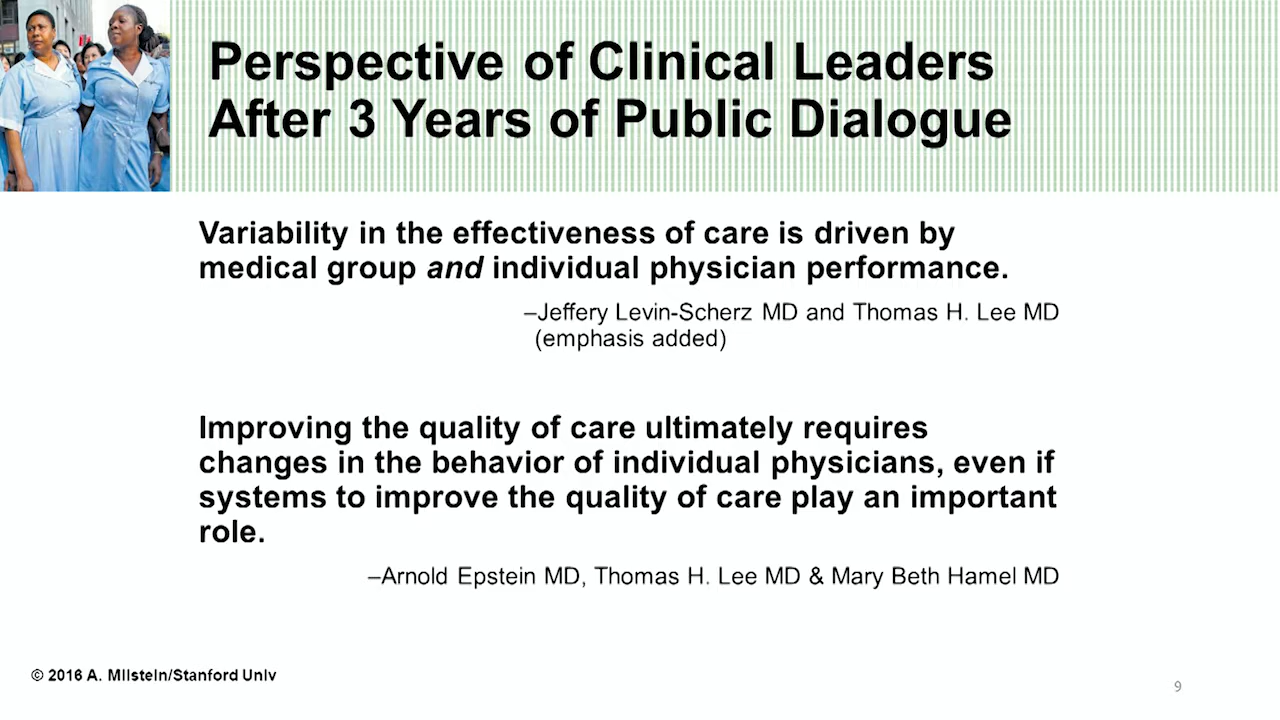 Perspective of Clinical Leaders
After 3 Years of Public Dialogue
Variability in the effectiveness of care is driven by
medical group and individual physician performance.
–Jeffery Levin-Scherz MD and Thomas H. Lee MD
(emphasis added)
Improving the quality of care ultimately requires
changes in the behavior of individual physicians, even if
systems to improve the quality of care play an important
role.
–Arnold Epstein MD, Thomas H. Lee MD & Mary Beth Hamel MD
© 2016 A. Milstein/Stanford Univ
9